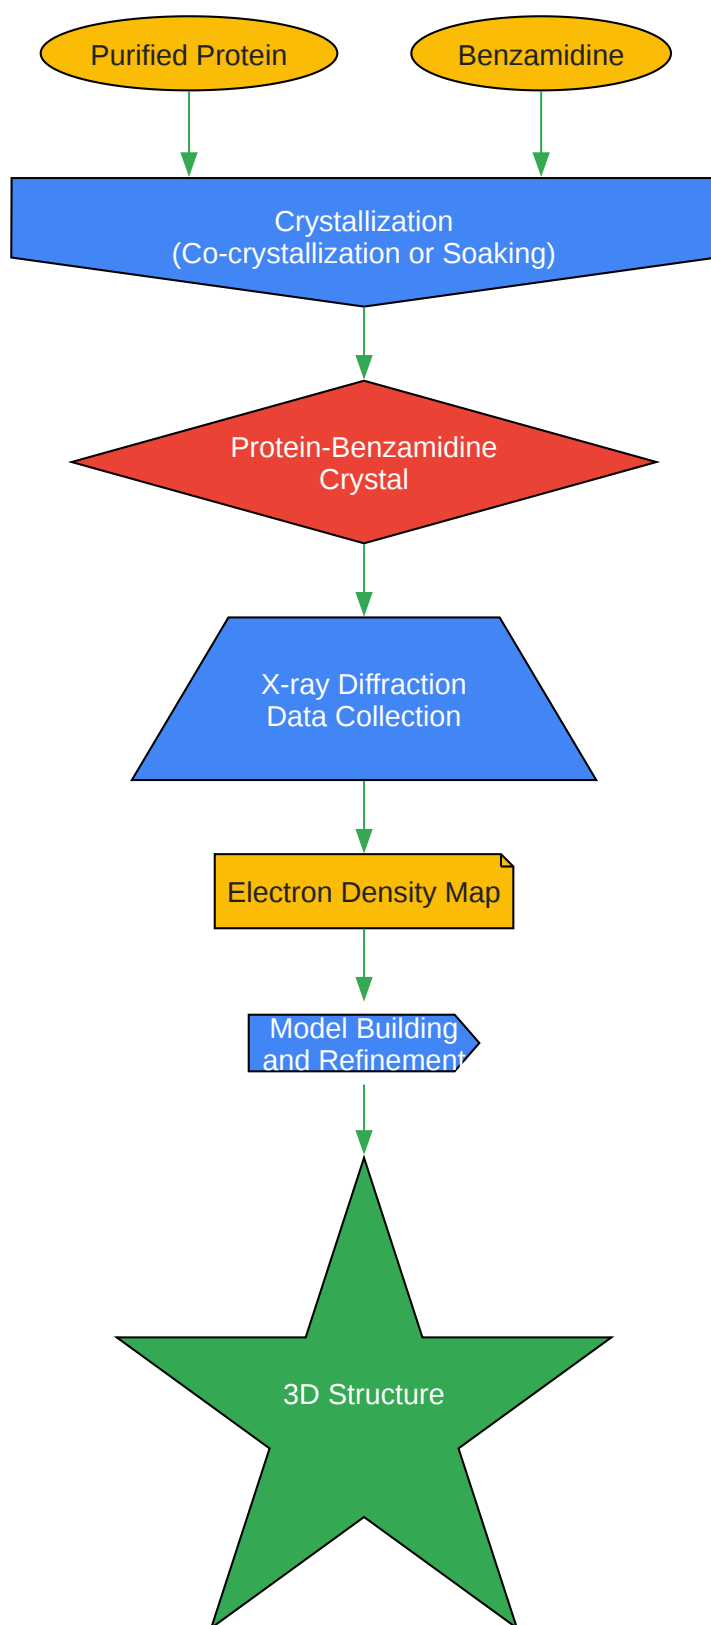 Purified Protein
Benzamidine
Crystallization
(Co-crystallization or Soaking)
Protein-Benzamidine
Crystal
X-ray Diffraction
Data Collection
Electron Density Map
Model Building
and Refinement
3D Structure